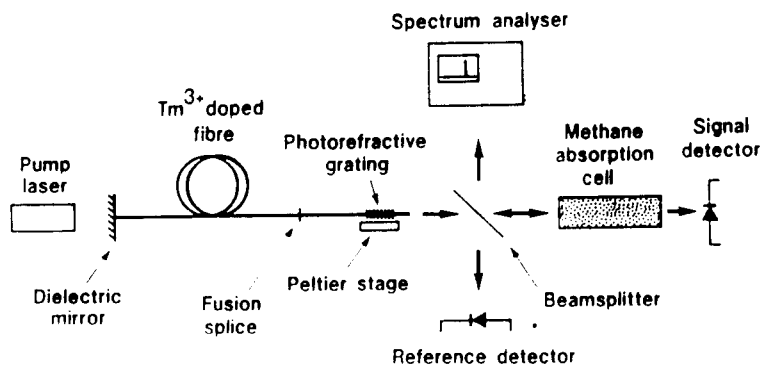 Spectrum analyser
Tm3+ doped
fibre
Photorefractive
grating
Methane
absorption
cell
Signal
detector
Pump
laser
Dielectric
mirror
Fusion
splice
Peltier stage
Beamsplitter
Reference detector